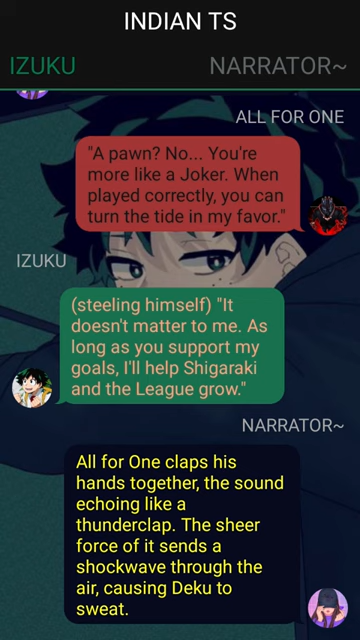 INDIAN TS
IZUKU
NARRATOR~
ALL FOR ONE
"A pawn? No... You're
more like a Joker. When
played correctly, you can
turn the tide in my favor."
IZUKU
(steeling himself) "It
doesn't matter to me. As
long as you support my
goals, I'll help Shigaraki
and the League grow."
NARRATOR~
All for One claps his
hands together, the sound
echoing like a
thunderclap. The sheer
force of it sends a
shockwave through the
air, causing Deku to
sweat.